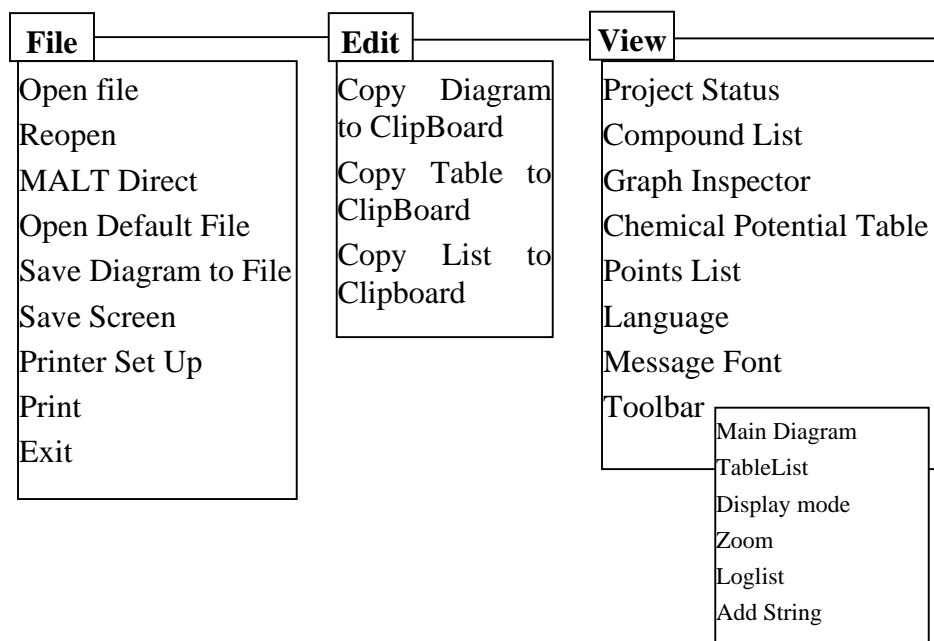 File
Open file
Reopen
MALT Direct
Open Default File
Save Diagram to File
Save Screen
Printer Set Up
Print
Exit
Edit
Copy Diagram
to ClipBoard
Copy Table to
ClipBoard
Copy List to
Clipboard
View
Project Status
Compound List
Graph Inspector
Chemical Potential Table
Points List
Language
Message Font
Toolbar
Main Diagram
TableList
Display mode
Zoom
Loglist
Add String